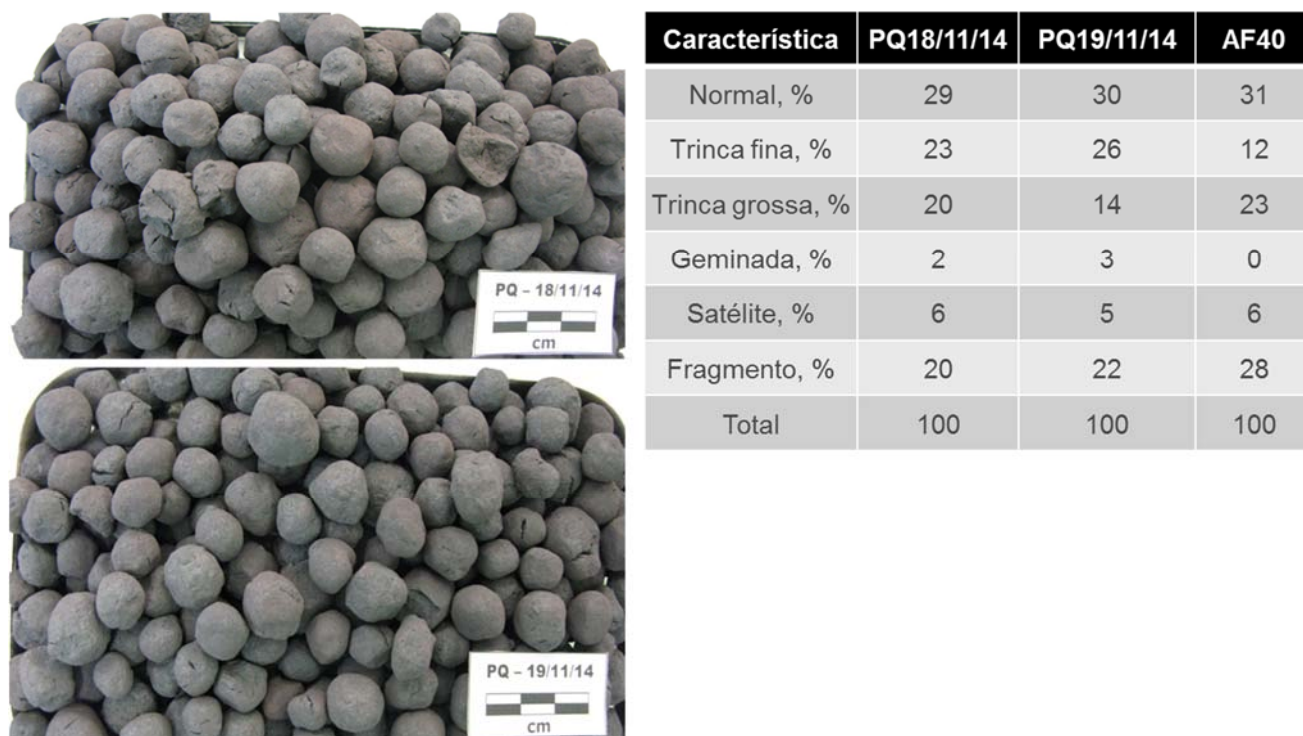 PQ – 18/11/14
cm
PQ – 19/11/14
cm
Característica PQ18/11/14 PQ19/11/14 AF40
Normal, % 29 30 31
Trinca fina, % 23 26 12
Trinca grossa, % 20 14 23
Geminada, % 2 3 0
Satélite, % 6 5 6
Fragmento, % 20 22 28
Total 100 100 100